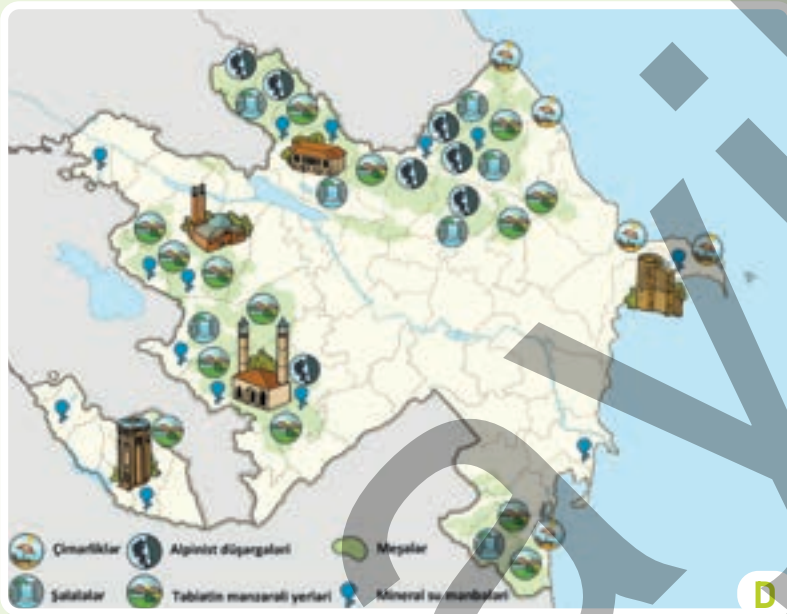 Çimərliklər
Alpinist düşərgələri
Meşələr
Şəlalələr
Təbiətin mənzərəli yerləri
Mineral su mənbələri
D